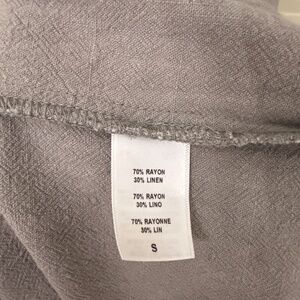 70% RAYON
30% LINEN
70% RAYON
30% LINO
70% RAYONNE
30% LIN
S